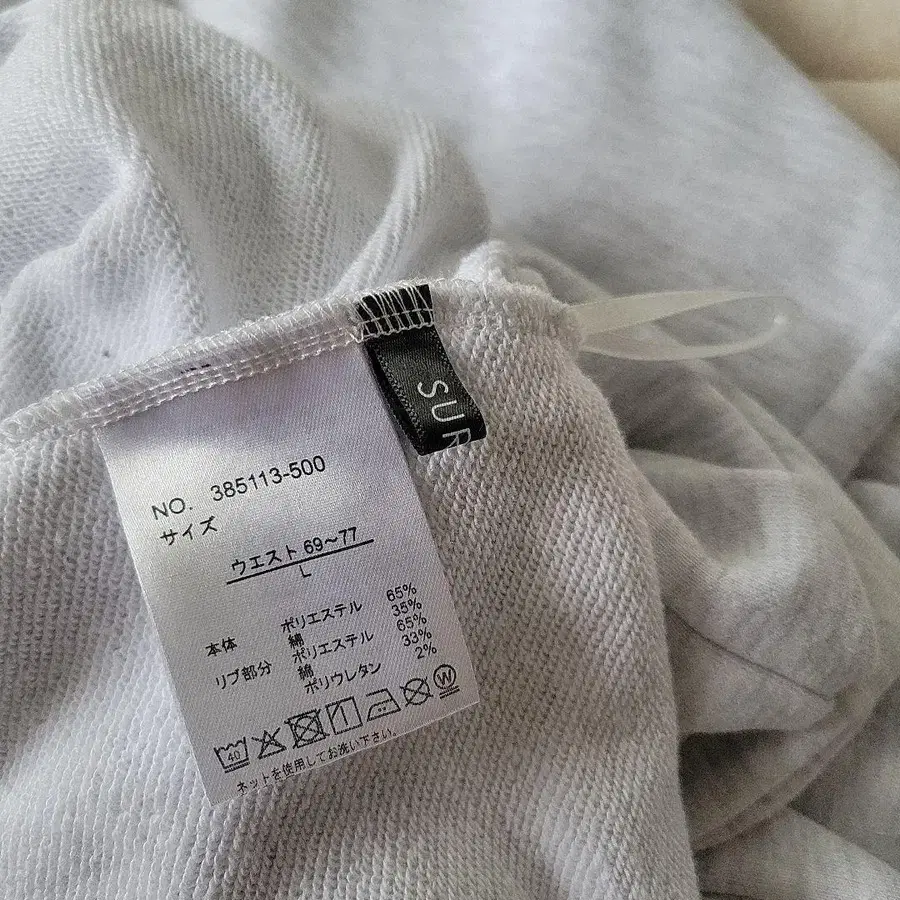 SUR
NO. 385113-500
サイズ
ウエスト 69～77
L
本体 ポリエステル 65%
綿 35%
リブ部分 ポリエステル 65%
綿 33%
ポリウレタン 2%
40 W
ネットを使用してお洗い下さい。